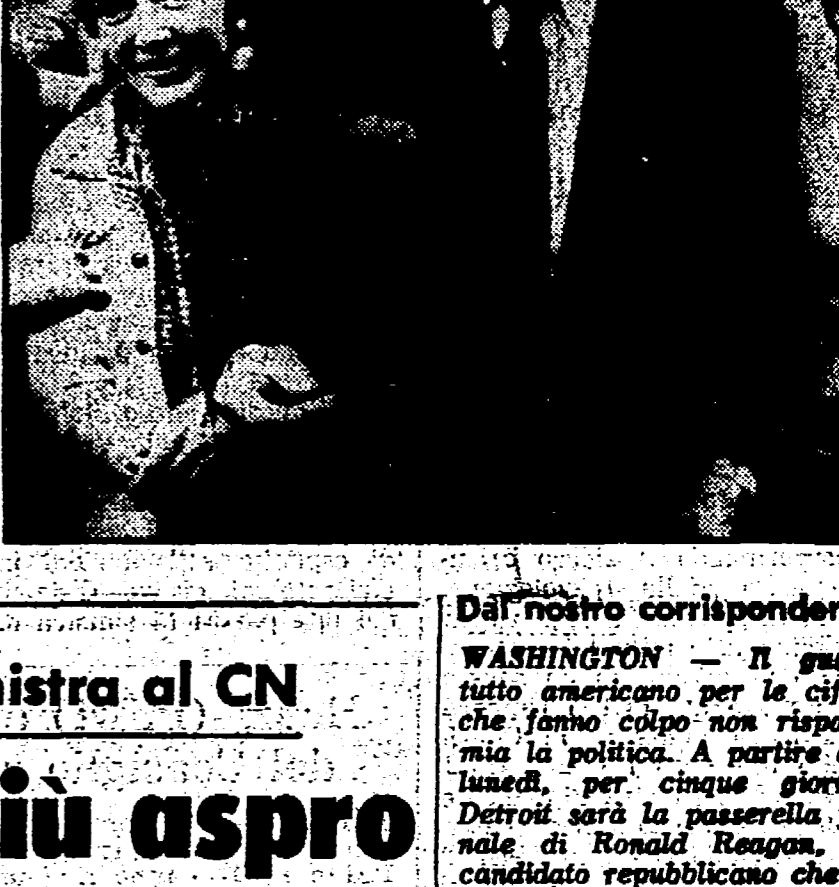 istra al CN
iù aspro
Dal nostro corrisponden
WASHINGTON — Il gu
tutto americano per le cif
che fanno colpo non rispa
mia la politica. A partire
lunedì, per cinque gior
Detroit sarà la passerella
nale di Ronald Reagan,
candidato repubblicano che